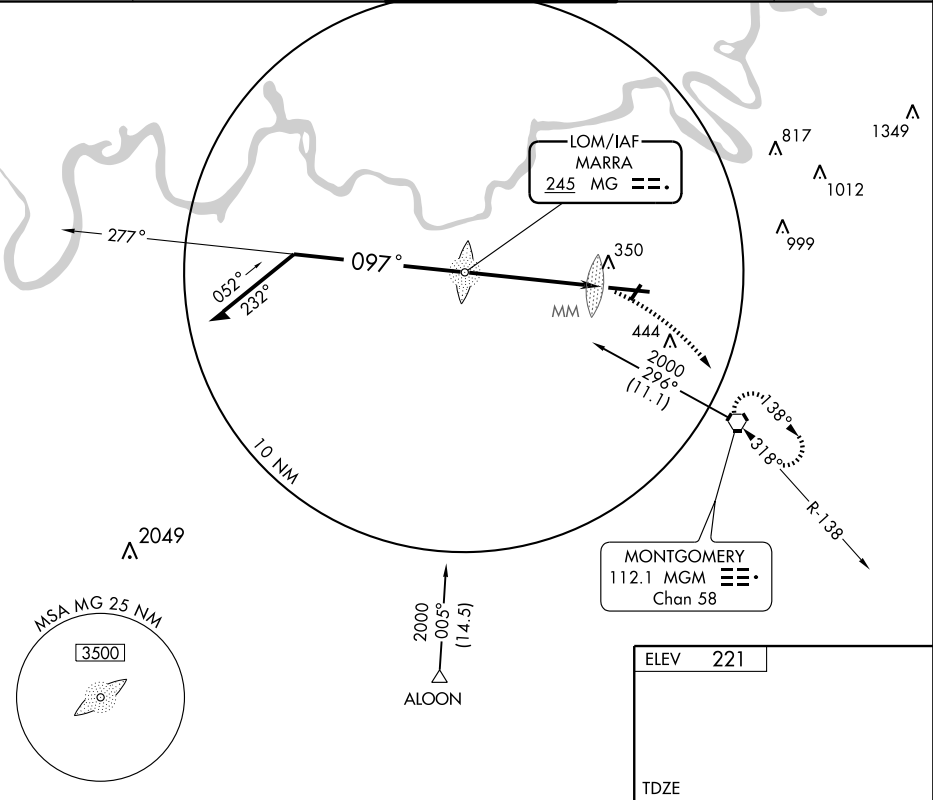 817
1349
1012
999
LOM/IAF
MARRA
245 MG
277°
097°
052°
232°
350
MM
444
2000
296°
(11.1)
138°
318°
R-138
10 NM
MONTGOMERY
112.1 MGM
Chan 58
2049
2000
005°
(14.5)
ALOON
MSA MG 25 NM
3500
ELEV 221
TDZE